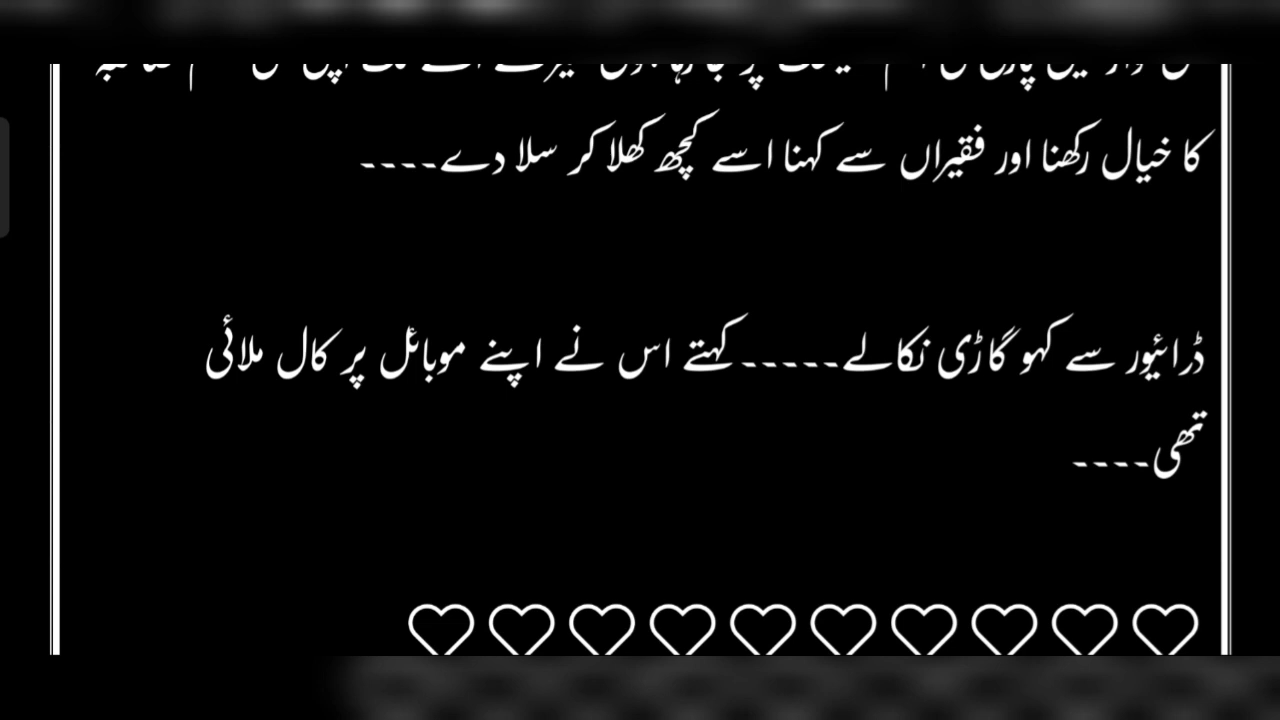 کا خیال رکھنا اور فقیراں سے کہنا اسے کچھ کھلا کر سلا دے۔۔۔۔
ڈرائیور سے کہو گاڑی نکالے۔۔۔۔۔کہتے اس نے اپنے موبائل پر کال ملائی
تھی۔۔۔۔